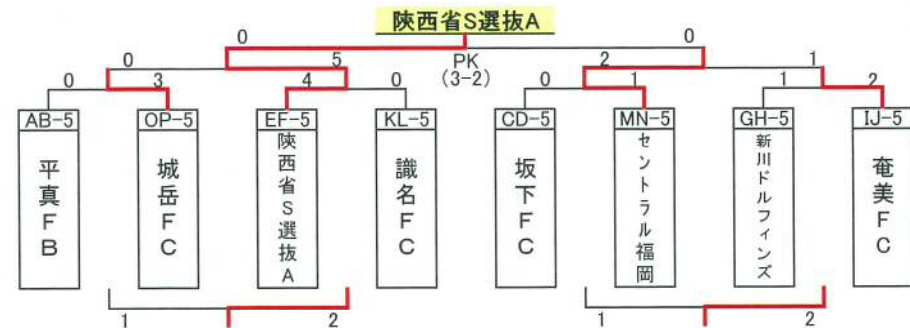 陝西省S選抜A
0 0
0 5 PK 2 1
(3-2)
0 3 4 0 0 1 1 2
AB-5 OP-5 EF-5 KL-5 CD-5 MN-5 GH-5 IJ-5
平真FB
城岳FC
陝西省S選抜A
識名FC
坂下FC
セントラル福岡
新川ドルフィンズ
奄美FC
1 2 1 2